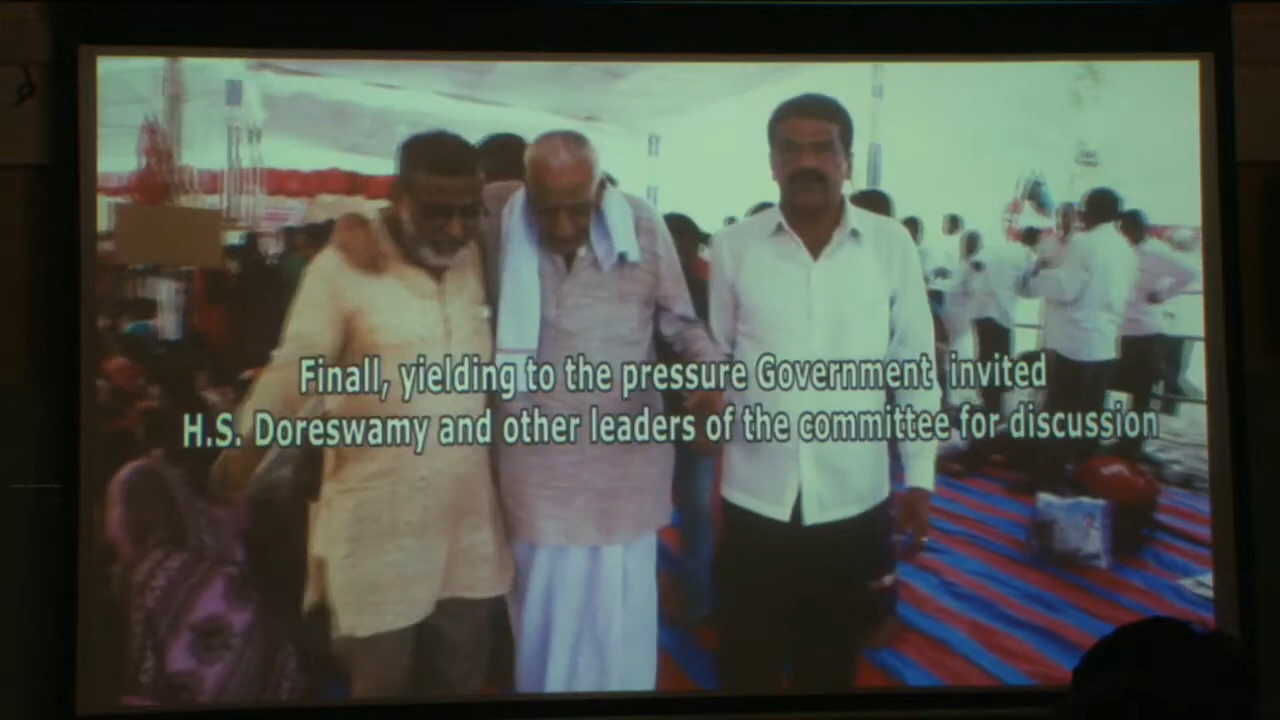 Finall, yielding to the pressure Government invited
H.S. Doreswamy and other leaders of the committee for discussion